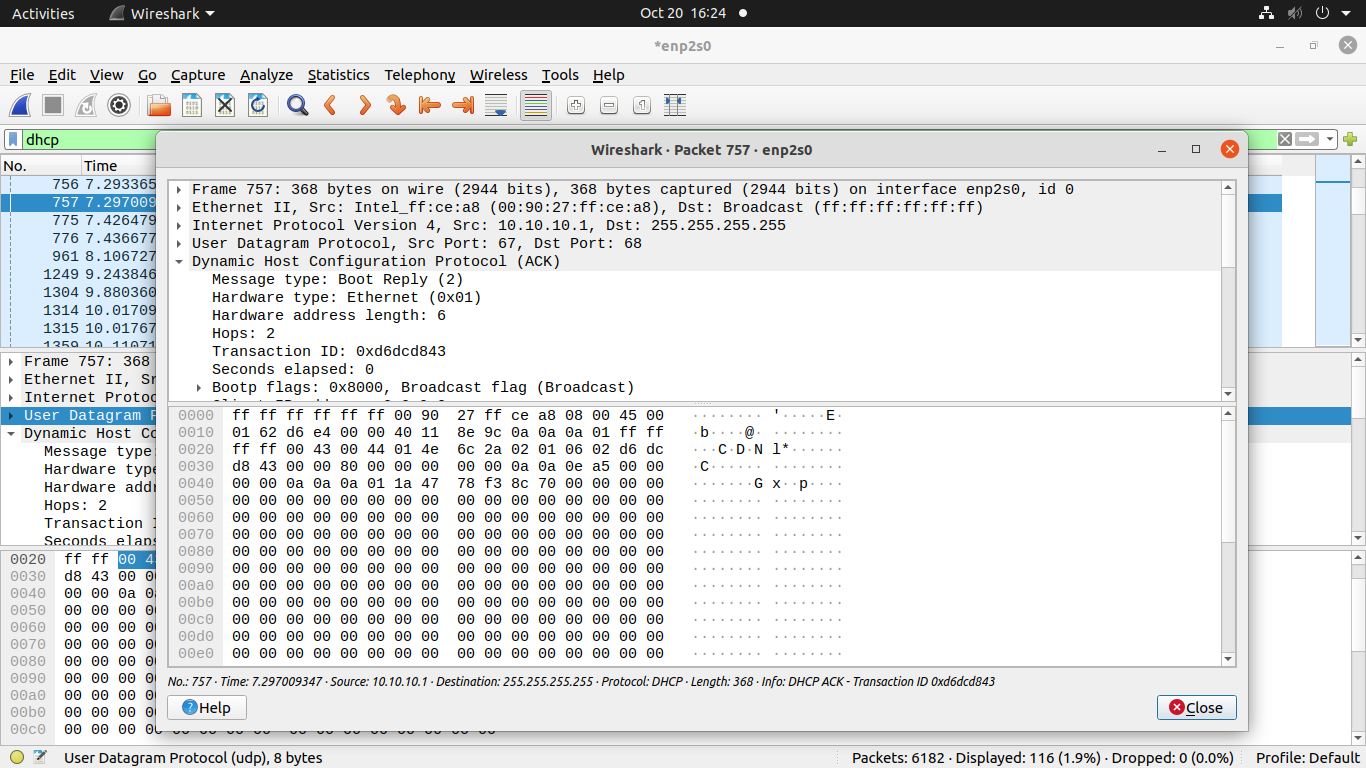 Activities Wireshark Oct 20 16:24
*enp2s0
File Edit View Go Capture Analyze Statistics Telephony Wireless Tools Help
dhcp
No. Time
756 7.293365
757 7.297009
775 7.426479
776 7.436677
961 8.106727
1249 9.243846
1304 9.880360
1314 10.01709
1315 10.01767
1359 10.11071
Frame 757: 368
Ethernet II, Sr
Internet Protoc
User Datagram P
Dynamic Host Co
Message type:
Hardware type
Hardware addr
Hops: 2
Transaction I
Seconds elaps
0020 ff ff 00 43
0030 d8 43 00 00
0040 00 00 0a 0a
0050 00 00 00 00
0060 00 00 00 00
0070 00 00 00 00
0080 00 00 00 00
0090 00 00 00 00
00a0 00 00 00 00
00b0 00 00 00 00
00c0 00 00 00 00 00 00 00 00 00 00 00 00 00 00 00 00
Wireshark · Packet 757 · enp2s0
Frame 757: 368 bytes on wire (2944 bits), 368 bytes captured (2944 bits) on interface enp2s0, id 0
Ethernet II, Src: Intel_ff:ce:a8 (00:90:27:ff:ce:a8), Dst: Broadcast (ff:ff:ff:ff:ff:ff)
Internet Protocol Version 4, Src: 10.10.10.1, Dst: 255.255.255.255
User Datagram Protocol, Src Port: 67, Dst Port: 68
Dynamic Host Configuration Protocol (ACK)
Message type: Boot Reply (2)
Hardware type: Ethernet (0x01)
Hardware address length: 6
Hops: 2
Transaction ID: 0xd6dcd843
Seconds elapsed: 0
Bootp flags: 0x8000, Broadcast flag (Broadcast)
0000 ff ff ff ff ff ff 00 90 27 ff ce a8 08 00 45 00 ········ '·····E·
0010 01 62 d6 e4 00 00 40 11 8e 9c 0a 0a 0a 01 ff ff ·b····@· ········
0020 ff ff 00 43 00 44 01 4e 6c 2a 02 01 06 02 d6 dc ···C·D·N l*······
0030 d8 43 00 00 80 00 00 00 00 00 0a 0a 0e a5 00 00 ·C······ ········
0040 00 00 0a 0a 0a 01 1a 47 78 f3 8c 70 00 00 00 00 ·······G x··p····
0050 00 00 00 00 00 00 00 00 00 00 00 00 00 00 00 00 ········ ········
0060 00 00 00 00 00 00 00 00 00 00 00 00 00 00 00 00 ········ ········
0070 00 00 00 00 00 00 00 00 00 00 00 00 00 00 00 00 ········ ········
0080 00 00 00 00 00 00 00 00 00 00 00 00 00 00 00 00 ········ ········
0090 00 00 00 00 00 00 00 00 00 00 00 00 00 00 00 00 ········ ········
00a0 00 00 00 00 00 00 00 00 00 00 00 00 00 00 00 00 ········ ········
00b0 00 00 00 00 00 00 00 00 00 00 00 00 00 00 00 00 ········ ········
00c0 00 00 00 00 00 00 00 00 00 00 00 00 00 00 00 00 ········ ········
00d0 00 00 00 00 00 00 00 00 00 00 00 00 00 00 00 00 ········ ········
00e0 00 00 00 00 00 00 00 00 00 00 00 00 00 00 00 00 ········ ········
No.: 757 · Time: 7.297009347 · Source: 10.10.10.1 · Destination: 255.255.255.255 · Protocol: DHCP · Length: 368 · Info: DHCP ACK - Transaction ID 0xd6dcd843
Help Close
User Datagram Protocol (udp), 8 bytes Packets: 6182 · Displayed: 116 (1.9%) · Dropped: 0 (0.0%) Profile: Default